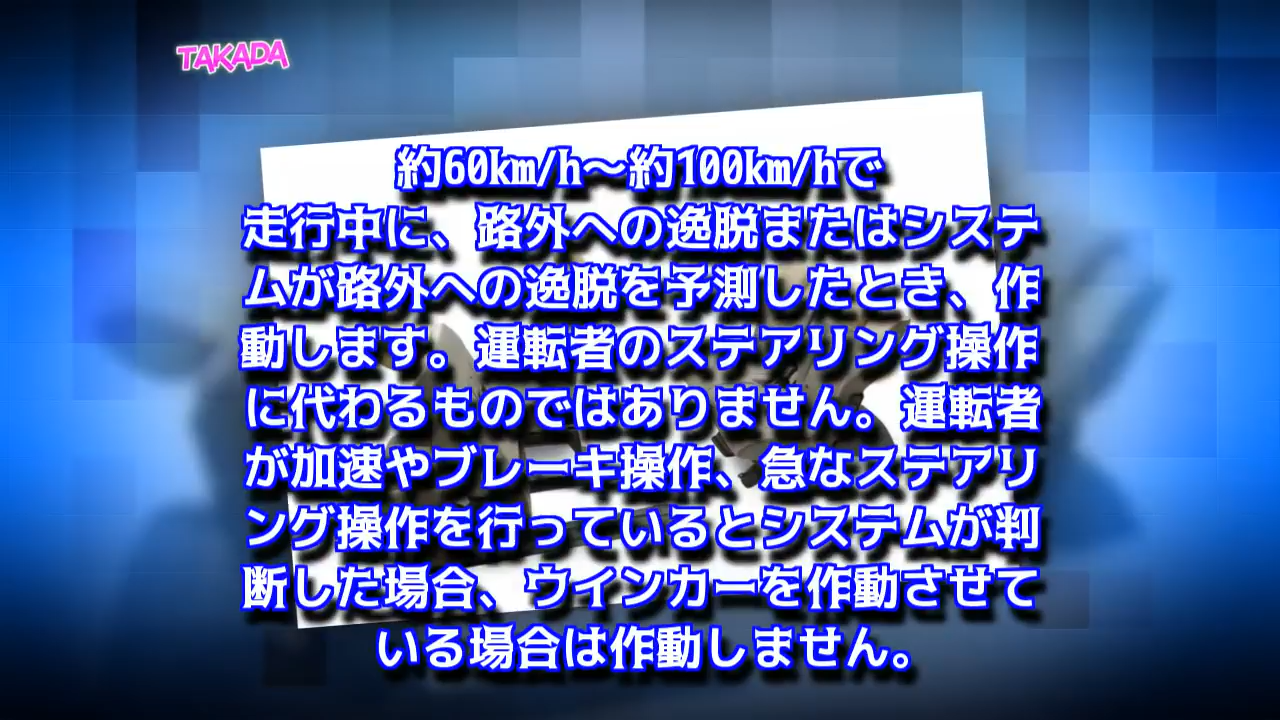 TAKADA
約60km/h～約100km/hで
走行中に、路外への逸脱またはシステ
ムが路外への逸脱を予測したとき、作
動します。運転者のステアリング操作
に代わるものではありません。運転者
が加速やブレーキ操作、急なステアリ
ング操作を行っているとシステムが判
断した場合、ウインカーを作動させて
いる場合は作動しません。